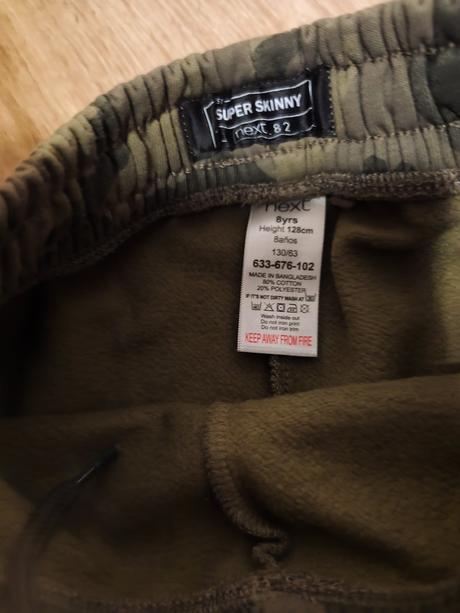 SUPER SKINNY
next. 82
next
8yrs
Height 128cm
8años
130/63
633-676-102
MADE IN BANGLADESH
80% COTTON
20% POLYESTER
IF IT'S NOT DIRTY WASH AT 30
Wash inside out
Do not iron print
Do not iron trim
KEEP AWAY FROM FIRE